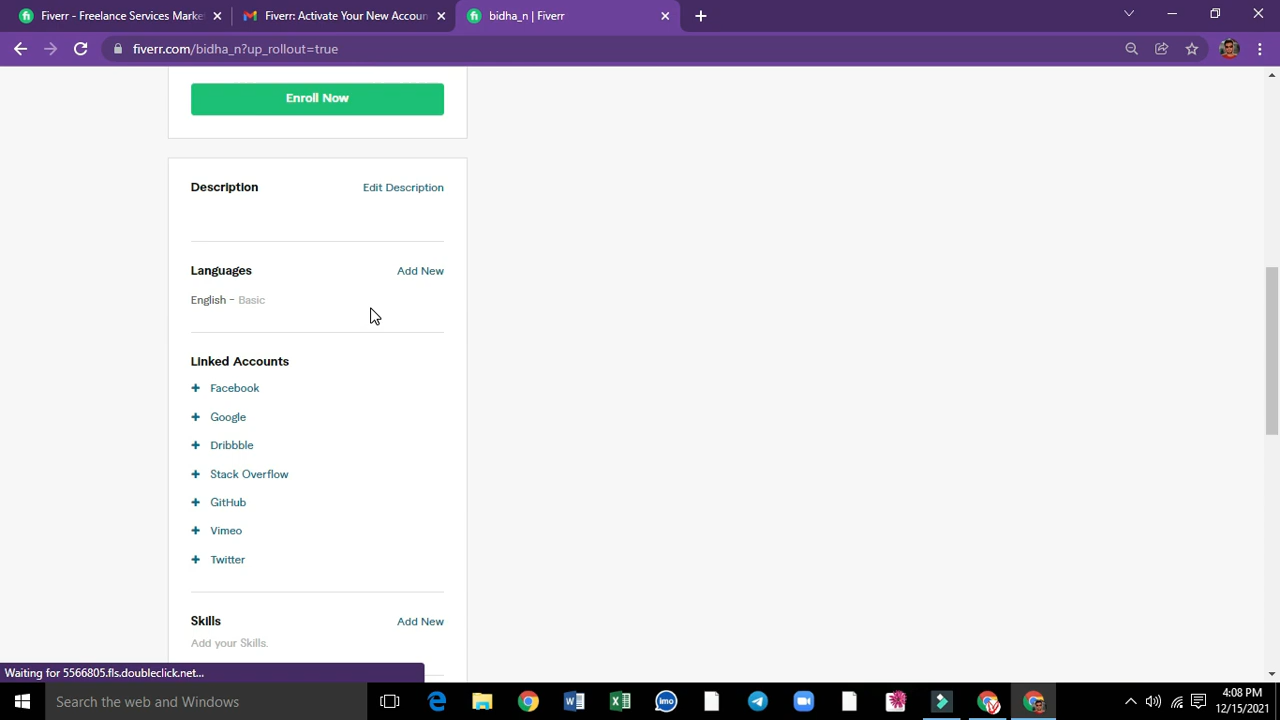 Fiverr - Freelance Services Marke
Fiverr: Activate Your New Accoun
bidha_n | Fiverr
fiverr.com/bidha_n?up_rollout=true
Enroll Now
Description
Edit Description
Languages
Add New
English - Basic
Linked Accounts
+ Facebook
+ Google
+ Dribbble
+ Stack Overflow
+ GitHub
+ Vimeo
+ Twitter
Skills
Add New
Add your Skills.
Waiting for 5566805.fls.doubleclick.net...
Search the web and Windows
imo
4:08 PM
12/15/2021